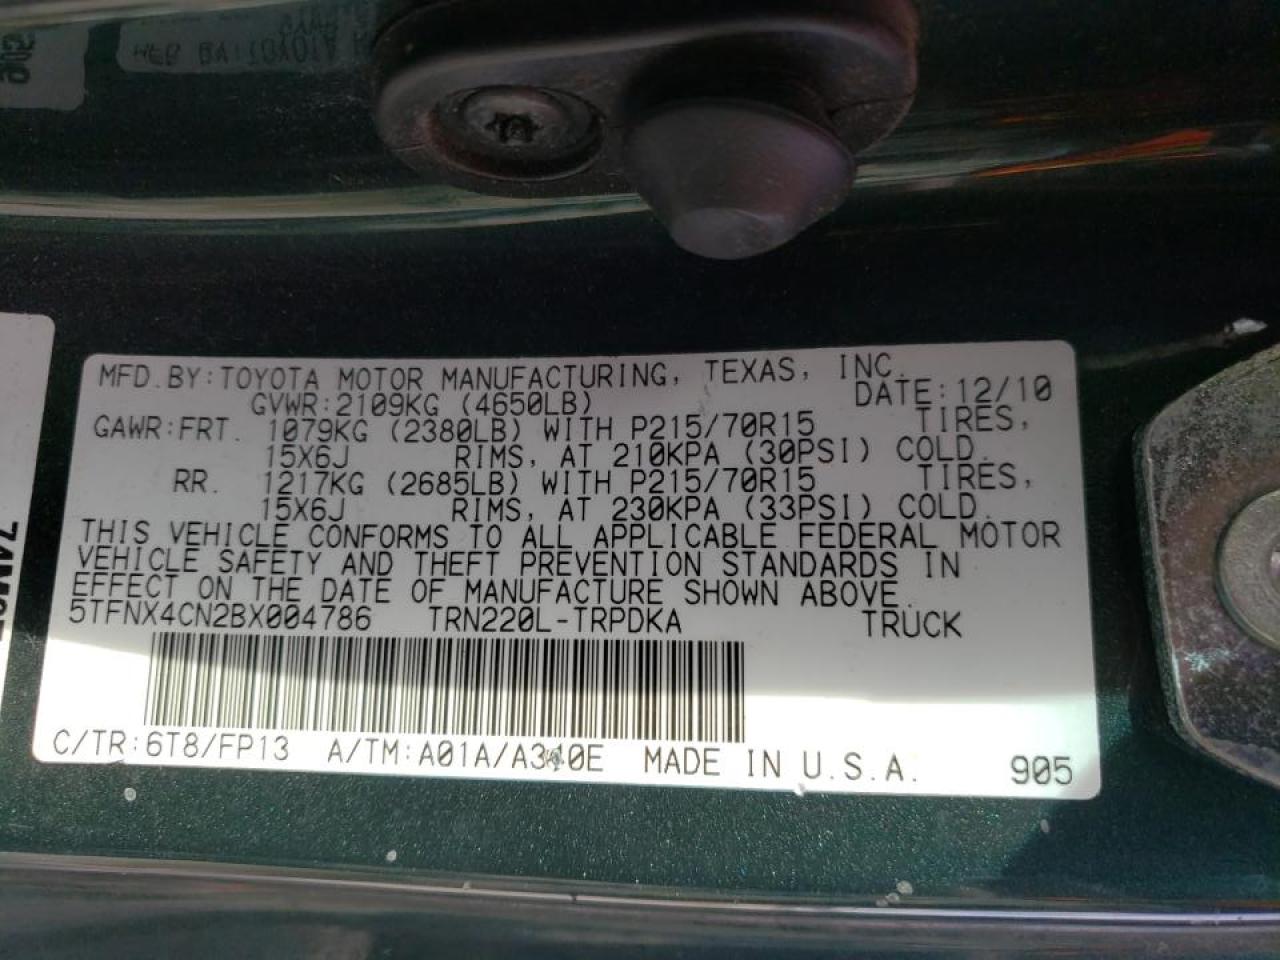 MFD. BY: TOYOTA MOTOR MANUFACTURING, TEXAS, INC.
GVWR: 2109KG (4650LB) DATE: 12/10
GAWR: FRT. 1079KG (2380LB) WITH P215/70R15 TIRES,
15X6J RIMS, AT 210KPA (30PSI) COLD.
RR. 1217KG (2685LB) WITH P215/70R15 TIRES,
15X6J RIMS, AT 230KPA (33PSI) COLD.
THIS VEHICLE CONFORMS TO ALL APPLICABLE FEDERAL MOTOR
VEHICLE SAFETY AND THEFT PREVENTION STANDARDS IN
EFFECT ON THE DATE OF MANUFACTURE SHOWN ABOVE.
5TFNX4CN2BX004786 TRN220L-TRPDKA TRUCK
C/TR: 6T8/FP13 A/TM: A01A/A340E MADE IN U.S.A.
905